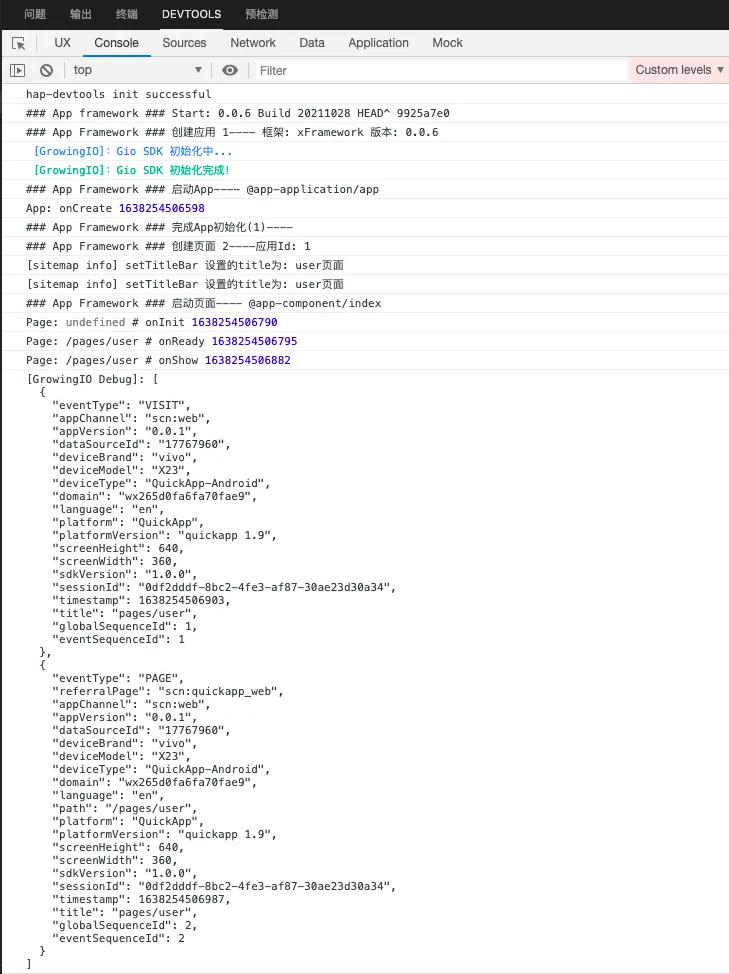 问题 输出 终端 DEVTOOLS 预检测
UX Console Sources Network Data Application Mock
top Filter Custom levels
hap-devtools init successful
### App framework ### Start: 0.0.6 Build 20211028 HEAD^ 9925a7e0
### App Framework ### 创建应用 1---- 框架: xFramework 版本: 0.0.6
[GrowingIO]: Gio SDK 初始化中...
[GrowingIO]: Gio SDK 初始化完成!
### App Framework ### 启动App---- @app-application/app
App: onCreate 1638254506598
### App Framework ### 完成App初始化(1)----
### App Framework ### 创建页面 2----应用Id: 1
[sitemap info] setTitleBar 设置的title为: user页面
[sitemap info] setTitleBar 设置的title为: user页面
### App Framework ### 启动页面---- @app-component/index
Page: undefined # onInit 1638254506790
Page: /pages/user # onReady 1638254506795
Page: /pages/user # onShow 1638254506882
[GrowingIO Debug]: [
{
"eventType": "VISIT",
"appChannel": "scn:web",
"appVersion": "0.0.1",
"dataSourceId": "17767960",
"deviceBrand": "vivo",
"deviceModel": "X23",
"deviceType": "QuickApp-Android",
"domain": "wx265d0fa6fa70fae9",
"language": "en",
"platform": "QuickApp",
"platformVersion": "quickapp 1.9",
"screenHeight": 640,
"screenWidth": 360,
"sdkVersion": "1.0.0",
"sessionId": "0df2dddf-8bc2-4fe3-af87-30ae23d30a34",
"timestamp": 1638254506903,
"title": "pages/user",
"globalSequenceId": 1,
"eventSequenceId": 1
},
{
"eventType": "PAGE",
"referralPage": "scn:quickapp_web",
"appChannel": "scn:web",
"appVersion": "0.0.1",
"dataSourceId": "17767960",
"deviceBrand": "vivo",
"deviceModel": "X23",
"deviceType": "QuickApp-Android",
"domain": "wx265d0fa6fa70fae9",
"language": "en",
"path": "/pages/user",
"platform": "QuickApp",
"platformVersion": "quickapp 1.9",
"screenHeight": 640,
"screenWidth": 360,
"sdkVersion": "1.0.0",
"sessionId": "0df2dddf-8bc2-4fe3-af87-30ae23d30a34",
"timestamp": 1638254506987,
"title": "pages/user",
"globalSequenceId": 2,
"eventSequenceId": 2
}
]